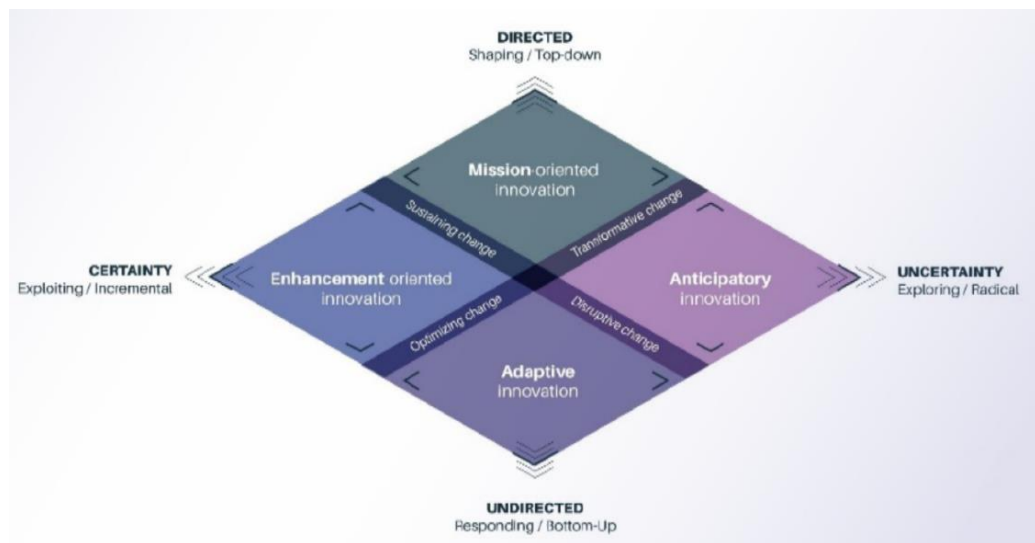 DIRECTED
Shaping / Top-down
Mission-oriented
innovation
Sustaining change
Transformative change
CERTAINTY
Exploiting / Incremental
Enhancement oriented
innovation
Anticipatory
innovation
UNCERTAINTY
Exploring / Radical
Optimizing change
Disruptive change
Adaptive
innovation
UNDIRECTED
Responding / Bottom-Up